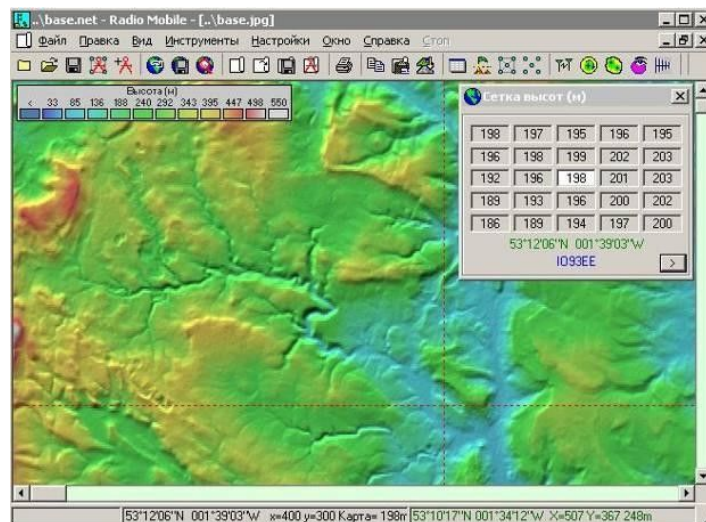 ..\base.net - Radio Mobile - [..\base.jpg]
Файл Правка Вид Инструменты Настройки Окно Справка Стоп
Высота (м)
< 33 85 136 188 240 292 343 395 447 498 550
Сетка высот (м)
198 197 195 196 195
196 198 199 202 203
192 196 198 201 203
189 193 196 200 202
186 189 194 197 200
53°12'06"N 001°39'03"W
IO93EE
>
53°12'06"N 001°39'03"W x=400 y=300 Карта= 198m 53°10'17"N 001°34'12"W X=507 Y=367 248m